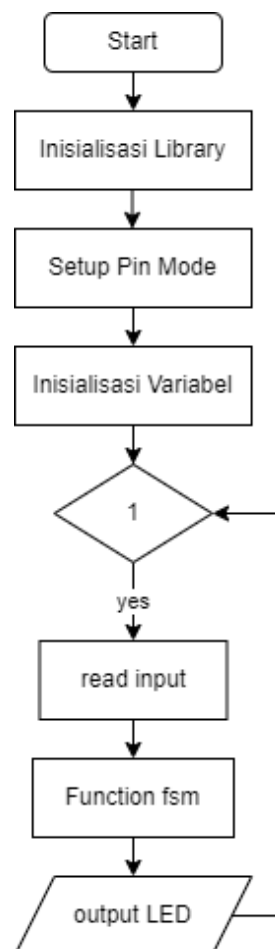 Start
Inisialisasi Library
Setup Pin Mode
Inisialisasi Variabel
1
yes
read input
Function fsm
output LED